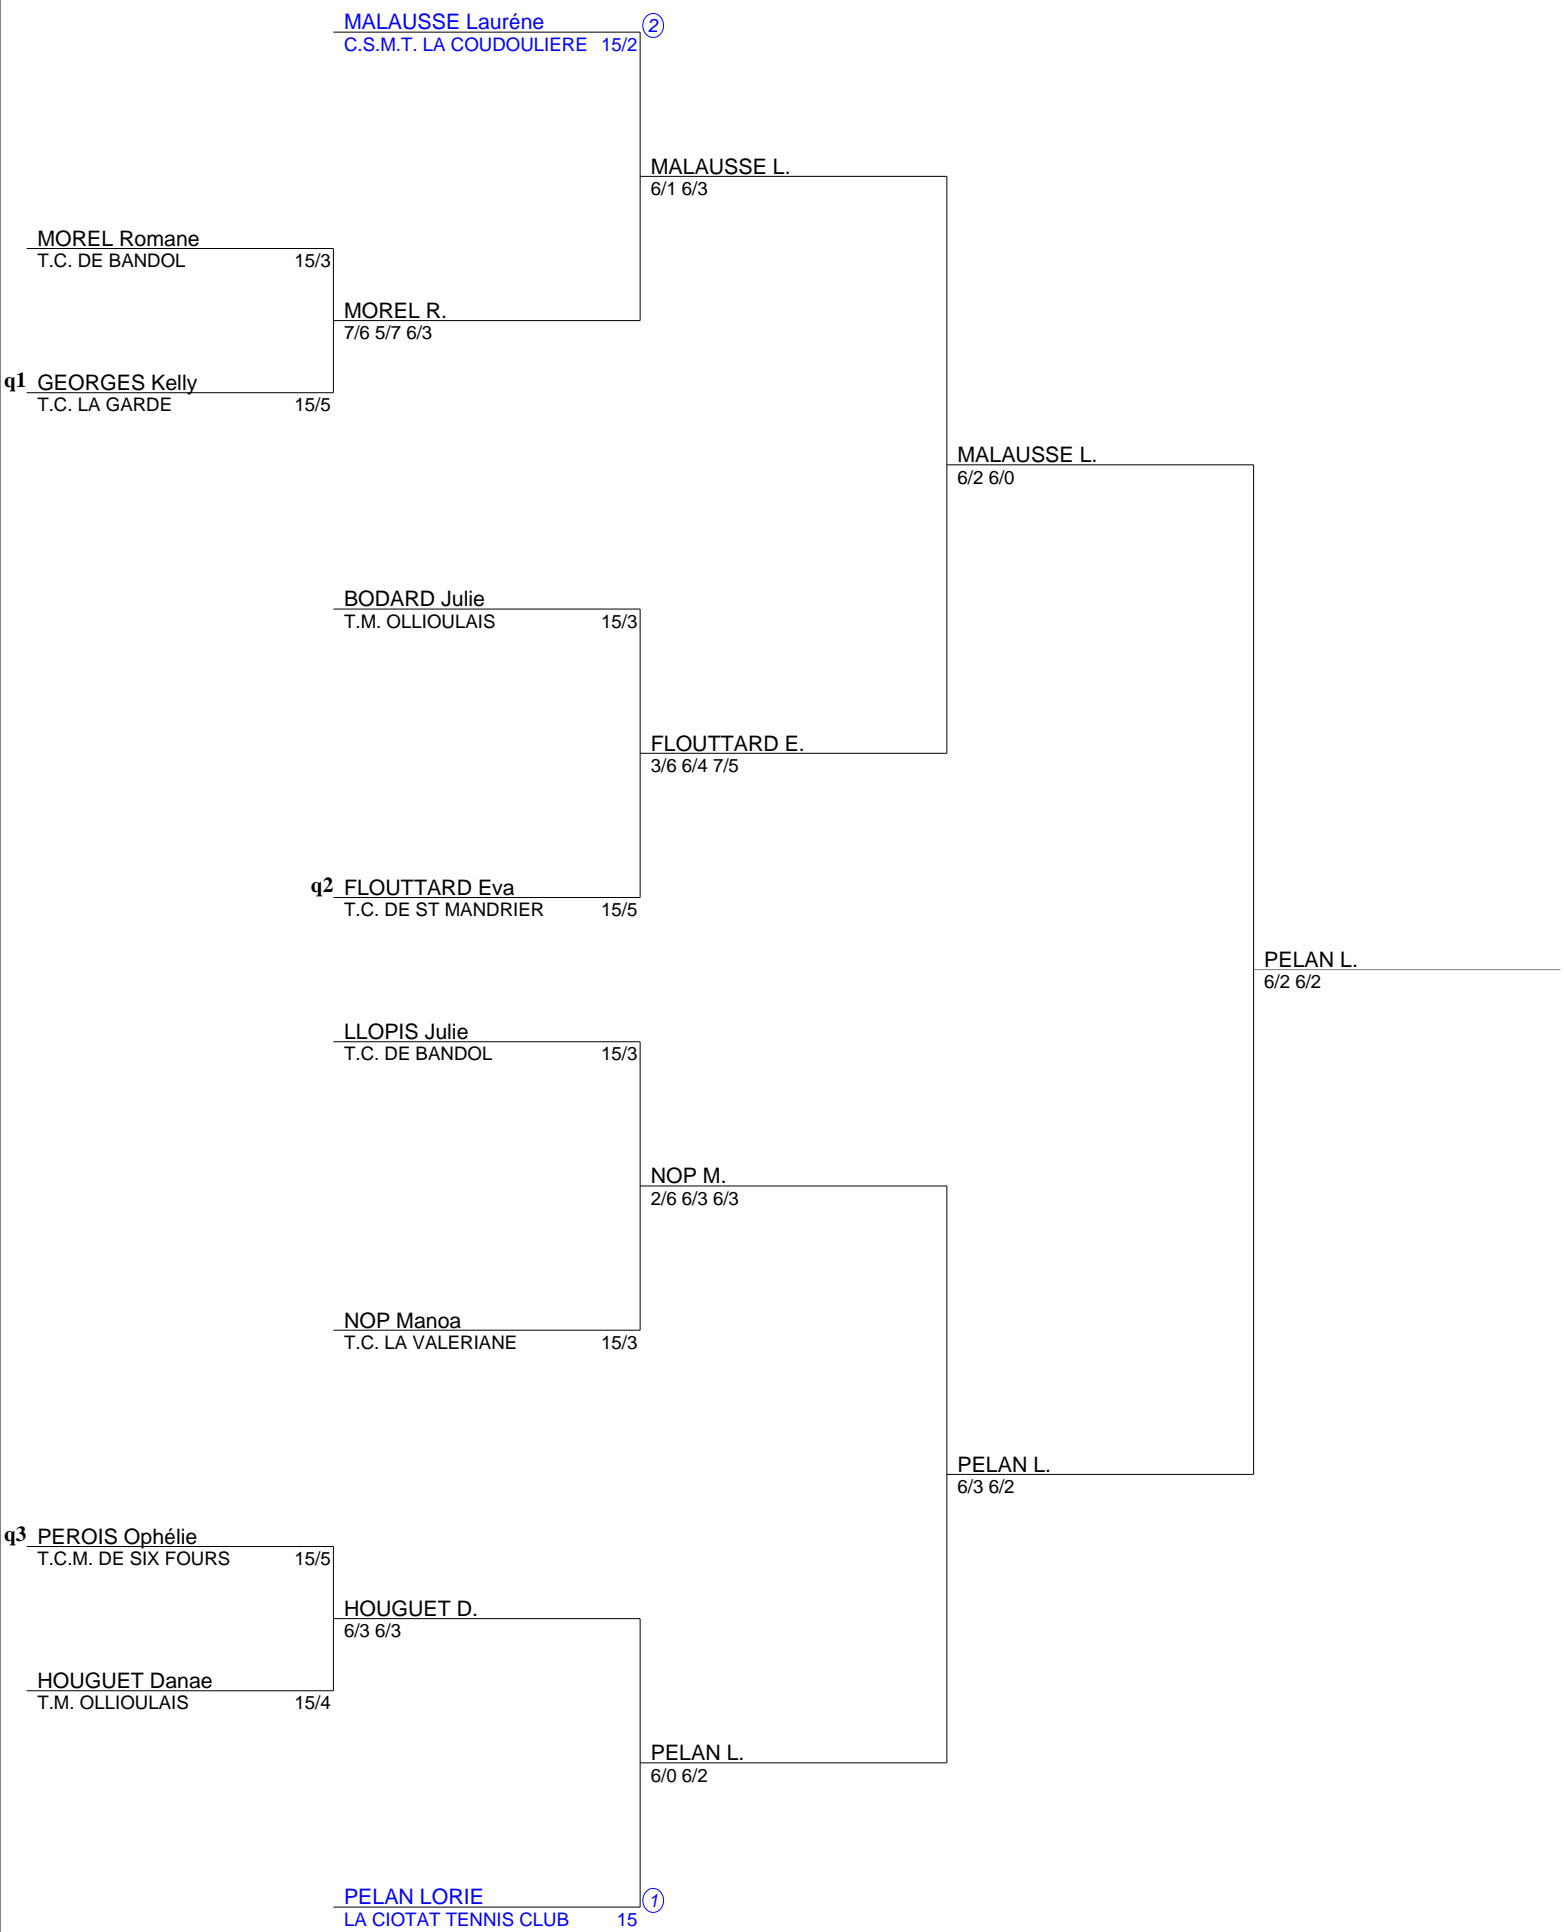 MALAUSSE Lauréne
2
C.S.M.T. LA COUDOULIERE 15/2
MALAUSSE L.
6/1 6/3
MOREL Romane
T.C. DE BANDOL 15/3
MOREL R.
7/6 5/7 6/3
q1 GEORGES Kelly
T.C. LA GARDE 15/5
MALAUSSE L.
6/2 6/0
BODARD Julie
T.M. OLLIOULAIS 15/3
FLOUTTARD E.
3/6 6/4 7/5
q2 FLOUTTARD Eva
T.C. DE ST MANDRIER 15/5
PELAN L.
6/2 6/2
LLOPIS Julie
T.C. DE BANDOL 15/3
NOP M.
2/6 6/3 6/3
NOP Manoa
T.C. LA VALERIANE 15/3
PELAN L.
6/3 6/2
q3 PEROIS Ophélie
T.C.M. DE SIX FOURS 15/5
HOUGUET D.
6/3 6/3
HOUGUET Danae
T.M. OLLIOULAIS 15/4
PELAN L.
6/0 6/2
PELAN LORIE
1
LA CIOTAT TENNIS CLUB 15